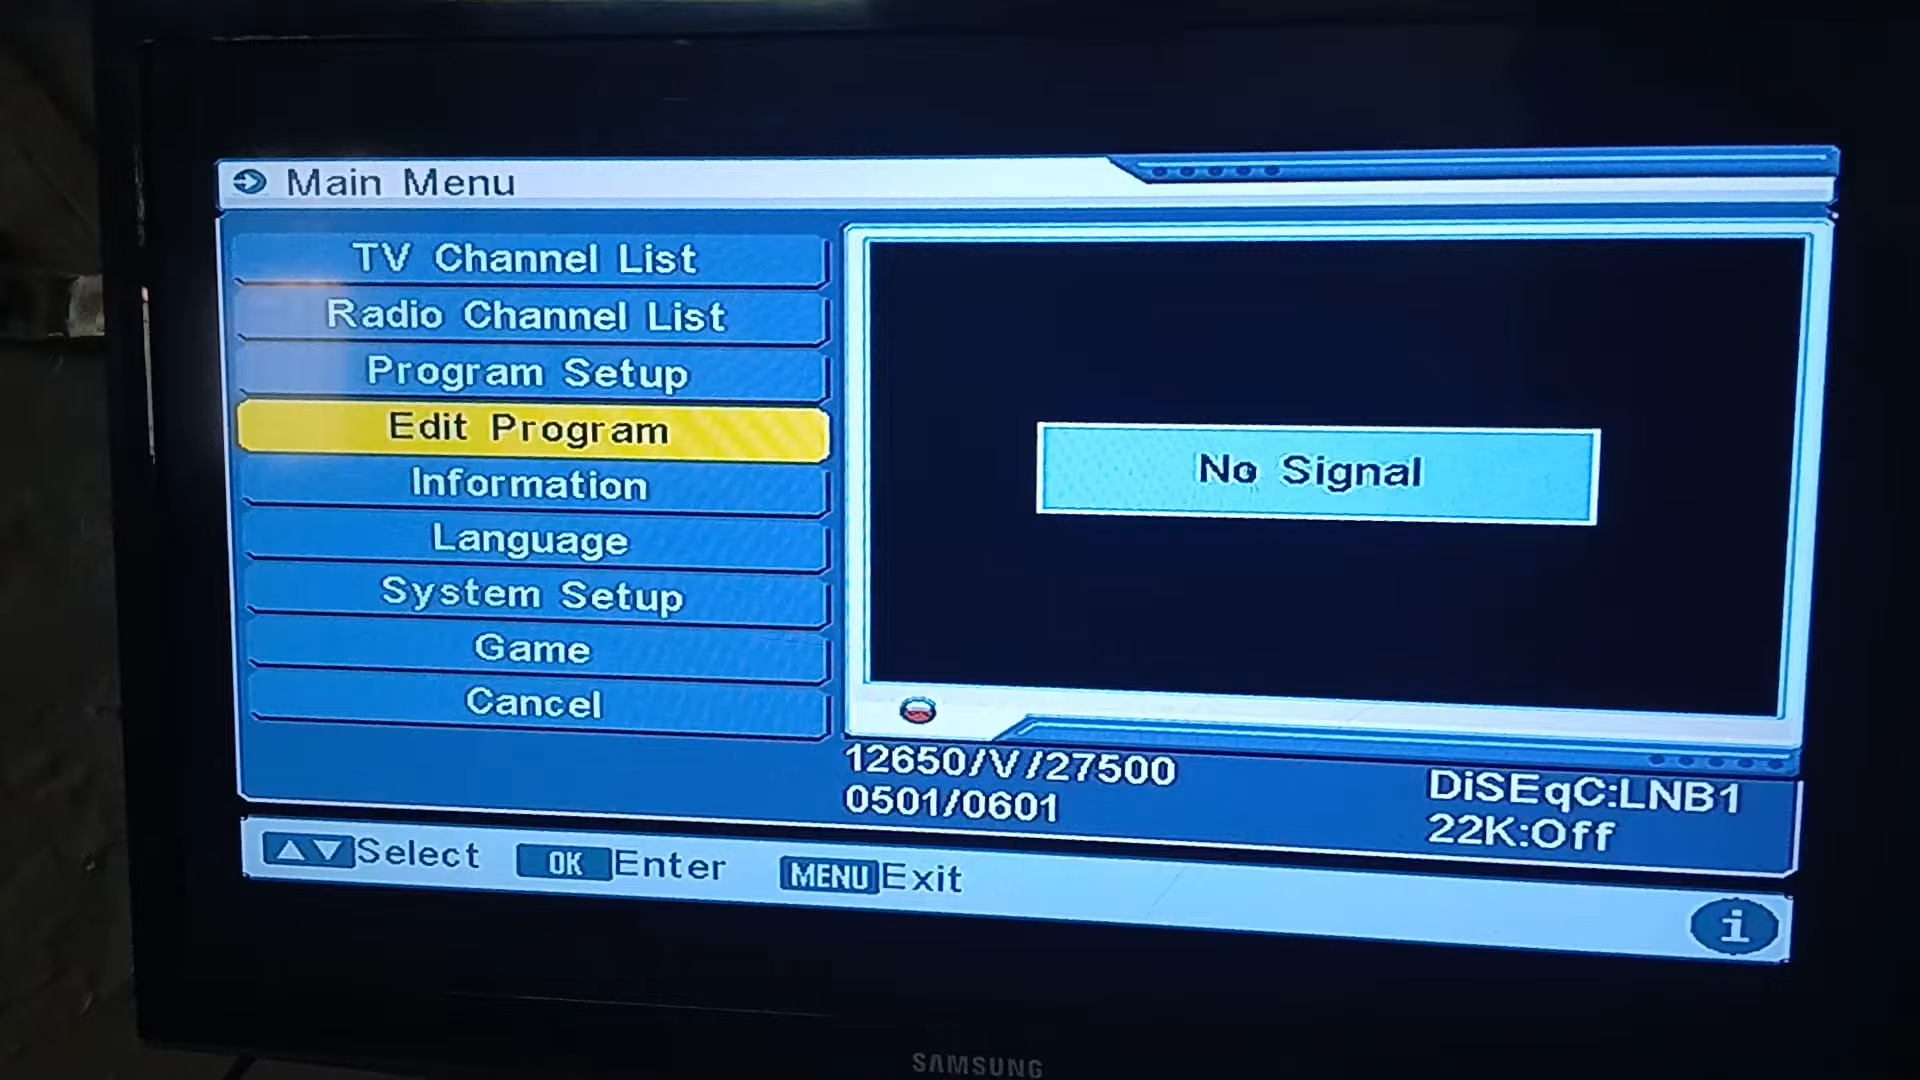 Main Menu
TV Channel List
Radio Channel List
Program Setup
Edit Program
Information
Language
System Setup
Game
Cancel
No Signal
12650/V/27500
0501/0601
DiSEqC:LNB1
22K:Off
Select OK Enter MENU Exit
i
SAMSUNG